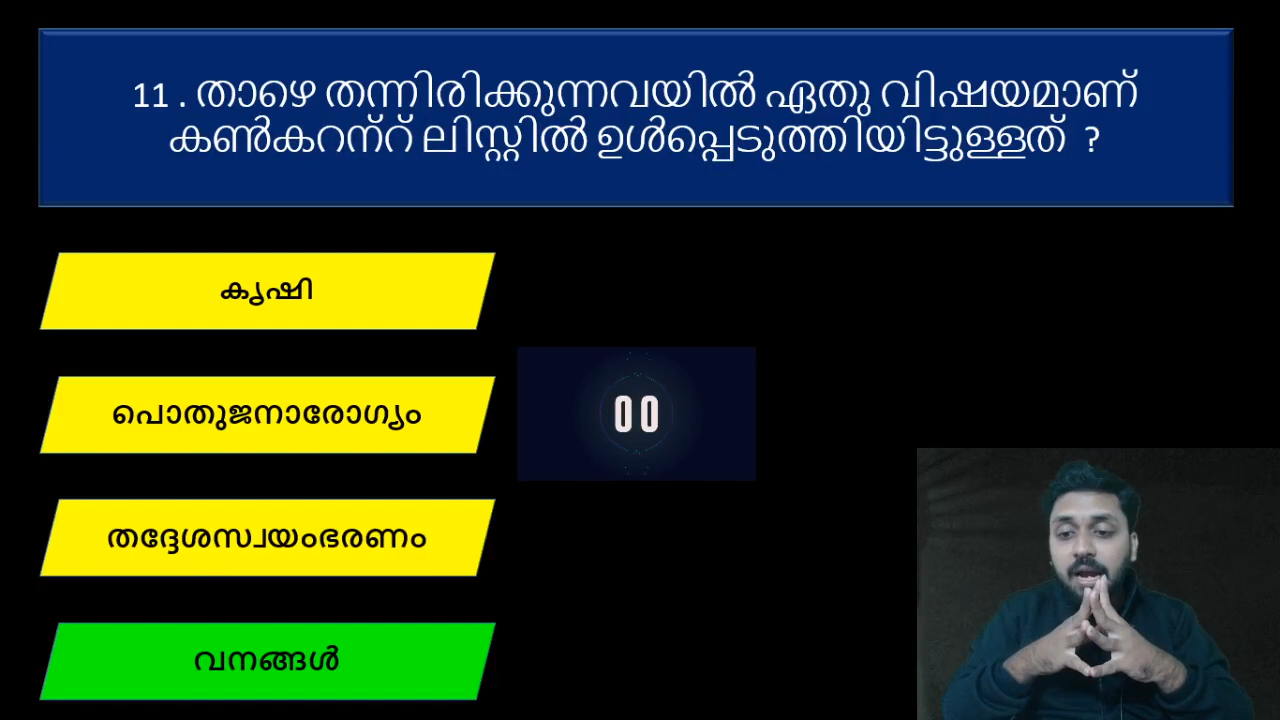 11 . താഴെ തന്നിരിക്കുന്നവയിൽ ഏതു വിഷയമാണ്
കൺകറന്റ് ലിസ്റ്റിൽ ഉൾപ്പെടുത്തിയിട്ടുള്ളത് ?
കൃഷി
പൊതുജനാരോഗ്യം
00
തദ്ദേശസ്വയംഭരണം
വനങ്ങൾ